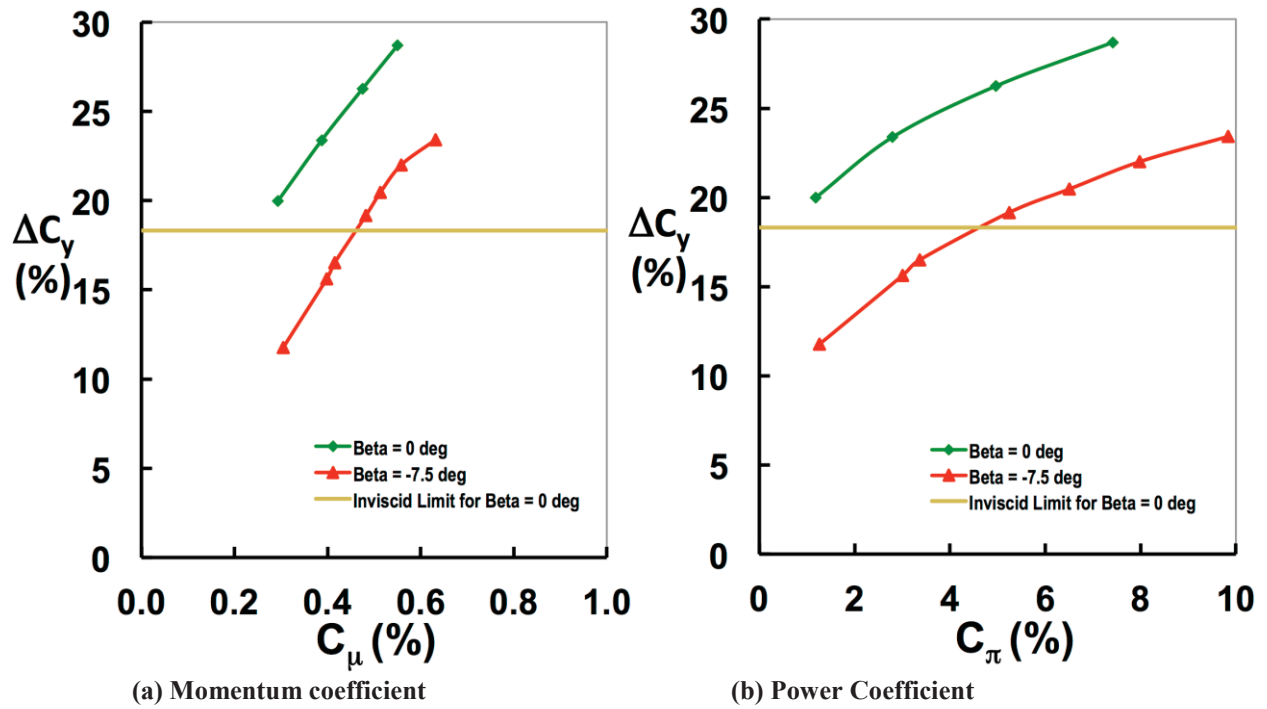 30
25
20
15
10
5
0
ΔCy
(%)
Beta = 0 deg
Beta = -7.5 deg
Inviscid Limit for Beta = 0 deg
0.0 0.2 0.4 0.6 0.8 1.0
Cμ (%)
(a) Momentum coefficient
30
25
20
15
10
5
0
ΔCy
(%)
Beta = 0 deg
Beta = -7.5 deg
Inviscid Limit for Beta = 0 deg
0 2 4 6 8 10
Cπ (%)
(b) Power Coefficient